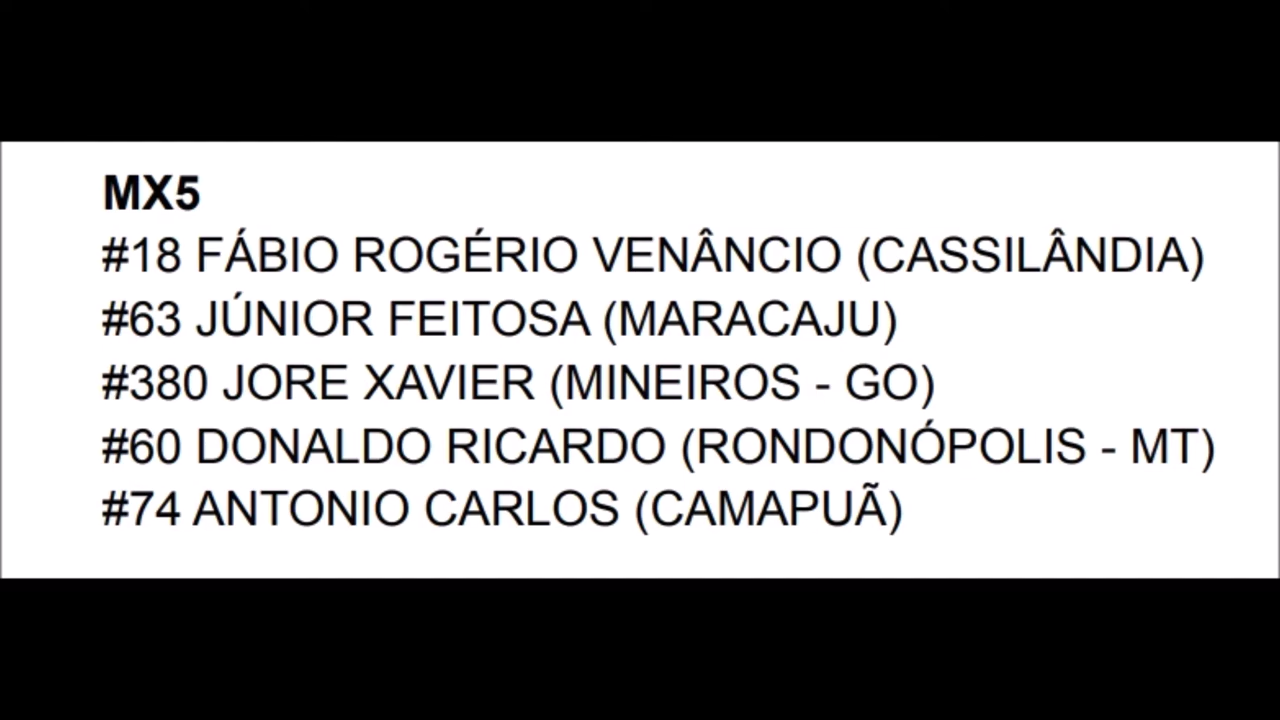 MX5
#18 FÁBIO ROGÉRIO VENÂNCIO (CASSILÂNDIA)
#63 JÚNIOR FEITOSA (MARACAJU)
#380 JORE XAVIER (MINEIROS - GO)
#60 DONALDO RICARDO (RONDONÓPOLIS - MT)
#74 ANTONIO CARLOS (CAMAPUÃ)